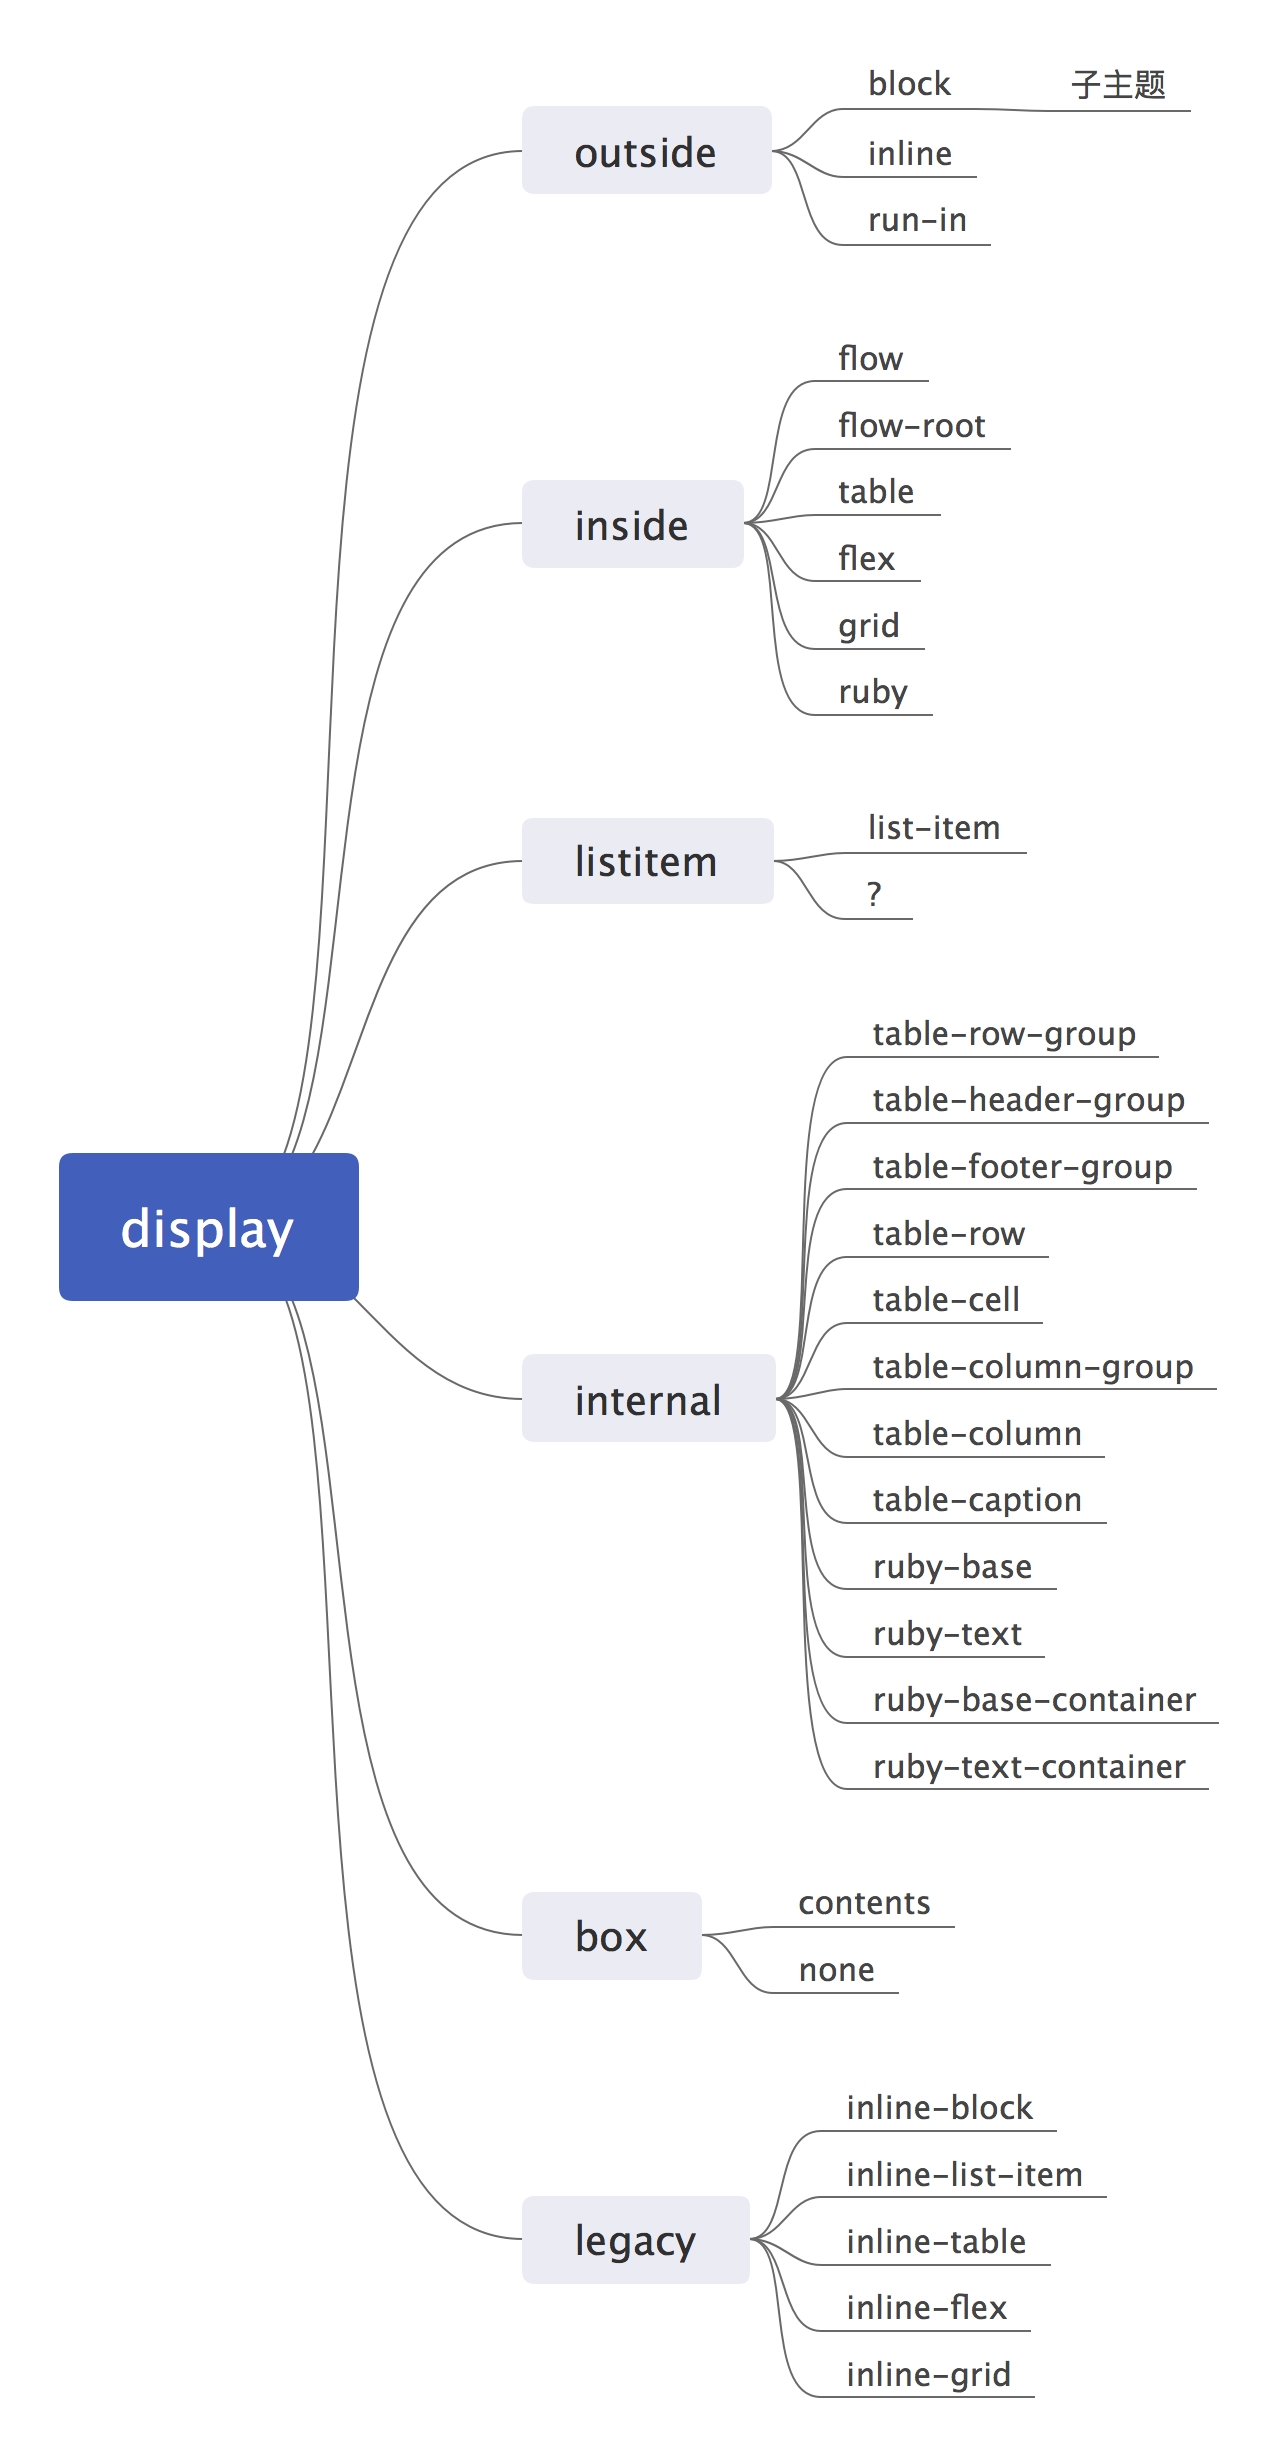 display
outside
block
子主题
inline
run-in
inside
flow
flow-root
table
flex
grid
ruby
listitem
list-item
?
internal
table-row-group
table-header-group
table-footer-group
table-row
table-cell
table-column-group
table-column
table-caption
ruby-base
ruby-text
ruby-base-container
ruby-text-container
box
contents
none
legacy
inline-block
inline-list-item
inline-table
inline-flex
inline-grid